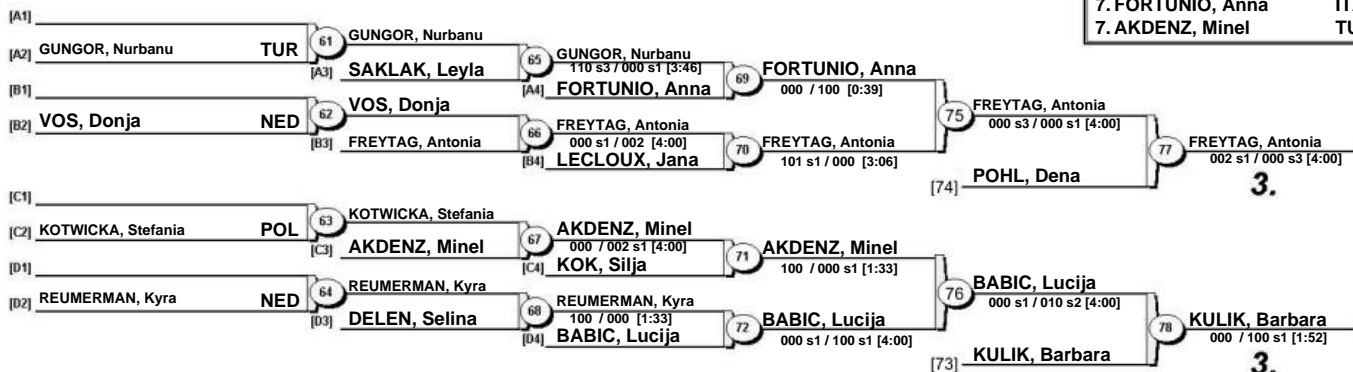 7. FORTUNIO, Anna
7. AKDENZ, Minel
[A1]
[A2] GUNGOR, Nurbanu TUR
61
GUNGOR, Nurbanu
[A3] SAKLAK, Leyla
65
GUNGOR, Nurbanu
110 s3 / 000 s1 [3:46]
[A4] FORTUNIO, Anna
69
FORTUNIO, Anna
000 / 100 [0:39]
[B1]
[B2] VOS, Donja NED
62
VOS, Donja
[B3] FREYTAG, Antonia
66
FREYTAG, Antonia
000 s1 / 002 [4:00]
[B4] LECLOUX, Jana
70
FREYTAG, Antonia
101 s1 / 000 [3:06]
75
FREYTAG, Antonia
000 s3 / 000 s1 [4:00]
[74] POHL, Dena
77
FREYTAG, Antonia
002 s1 / 000 s3 [4:00]
3.
[C1]
[C2] KOTWICKA, Stefania POL
63
KOTWICKA, Stefania
[C3] AKDENZ, Minel
67
AKDENZ, Minel
000 / 002 s1 [4:00]
[C4] KOK, Silja
71
AKDENZ, Minel
100 / 000 s1 [1:33]
[D1]
[D2] REUMERMAN, Kyra NED
64
REUMERMAN, Kyra
[D3] DELEN, Selina
68
REUMERMAN, Kyra
100 / 000 [1:33]
[D4] BABIC, Lucija
72
BABIC, Lucija
000 s1 / 100 s1 [4:00]
76
BABIC, Lucija
000 s1 / 010 s2 [4:00]
[73] KULIK, Barbara
78
KULIK, Barbara
000 / 100 s1 [1:52]
3.